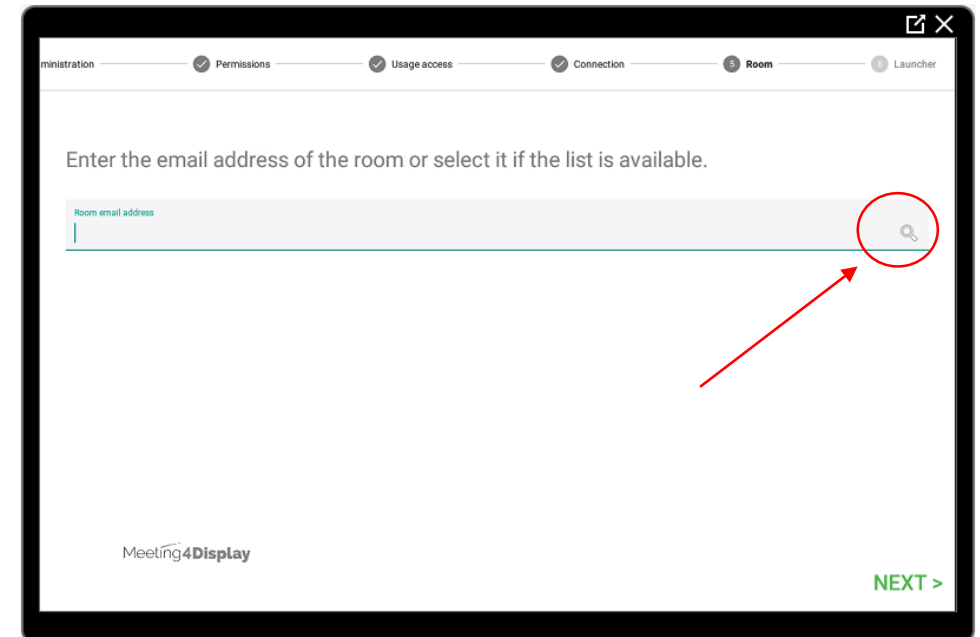 ministration Permissions Usage access Connection 5 Room 6 Launcher
Enter the email address of the room or select it if the list is available.
Room email address
Meeting4Display
NEXT >